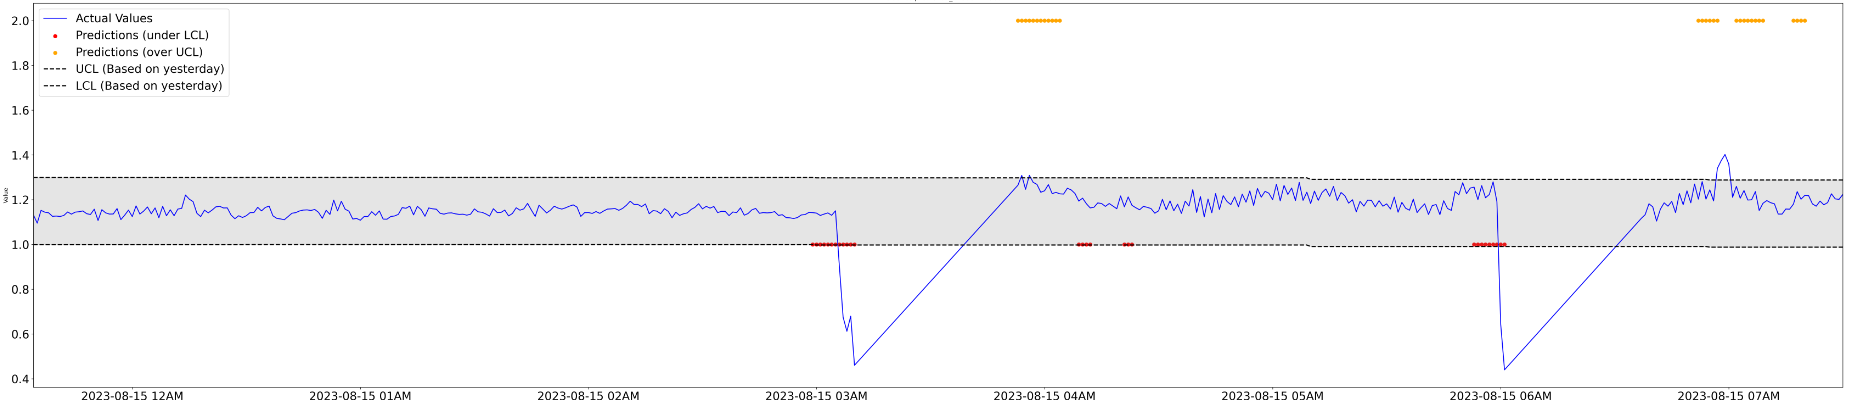 2.0
1.8
1.6
1.4
1.2
1.0
0.8
0.6
0.4
Value
Actual Values
Predictions (under LCL)
Predictions (over UCL)
UCL (Based on yesterday)
LCL (Based on yesterday)
2023-08-15 12AM
2023-08-15 01AM
2023-08-15 02AM
2023-08-15 03AM
2023-08-15 04AM
2023-08-15 05AM
2023-08-15 06AM
2023-08-15 07AM